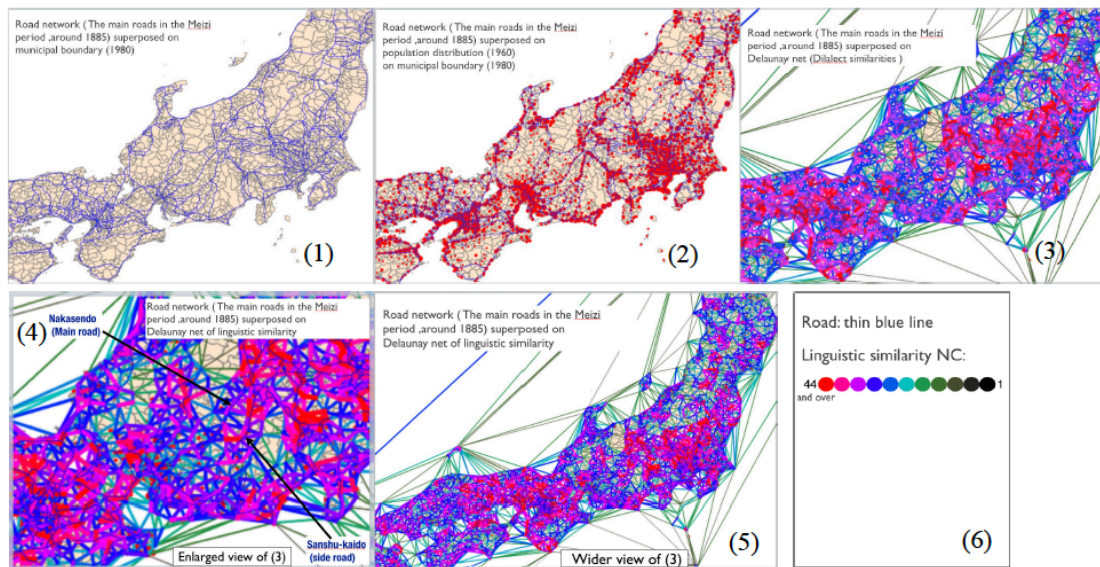 Road network ( The main roads in the Meizi
period ,around 1885) superposed on
municipal boundary (1980)
(1)
Road network ( The main roads in the Meizi
period ,around 1885) superposed on
population distribution (1960)
on municipal boundary (1980)
(2)
Road network ( The main roads in the Meizi
period ,around 1885) superposed on
Delaunay net (Dilalect similarities )
(3)
(4)
Nakasendo
(Main road)
Road network ( The main roads in the Meizi
period ,around 1885) superposed on
Delaunay net of linguistic similarity
Sanshu-kaido
(side road)
Enlarged view of (3)
Road network ( The main roads in the Meizi
period ,around 1885) superposed on
Delaunay net of linguistic similarity
(5)
Wider view of (3)
Road: thin blue line
Linguistic similarity NC:
44 1
and over
(6)